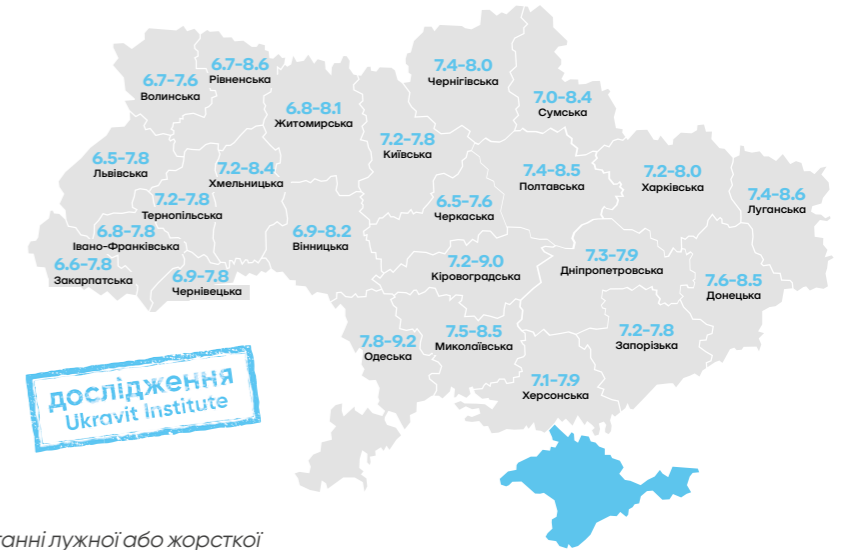 7.4-8.0
Чернігівська
6.7-8.6
Рівненська
6.7-7.6
Волинська
7.0-8.4
Сумська
6.8-8.1
Житомирська
7.2-7.8
Київська
6.5-7.8
Львівська
7.2-8.4
Хмельницька
7.4-8.5
Полтавська
7.2-8.0
Харківська
7.4-8.6
Луганська
7.2-7.8
Тернопільська
6.5-7.6
Черкаська
6.8-7.8
Івано-Франківська
6.9-8.2
Вінницька
6.6-7.8
Закарпатська
6.9-7.8
Чернівецька
7.2-9.0
Кіровоградська
7.3-7.9
Дніпропетровська
7.6-8.5
Донецька
7.8-9.2
Одеська
7.5-8.5
Миколаївська
7.2-7.8
Запорізька
7.1-7.9
Херсонська
дослідження
Ukravit Institute
танні лужної або жорсткої